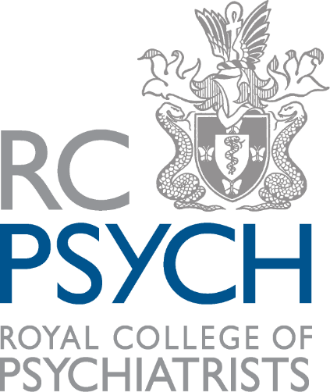 RC
PSYCH
ROYAL COLLEGE OF
PSYCHIATRISTS